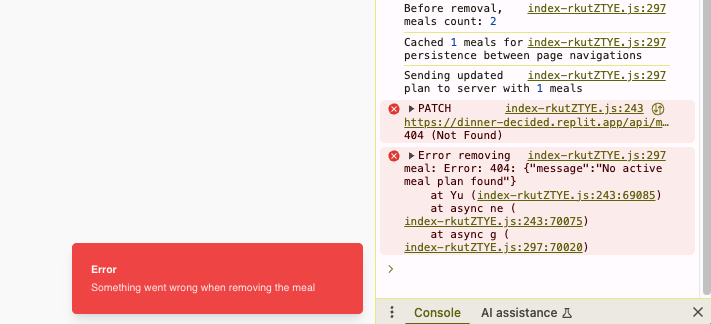 Before removal, index-rkutZTYE.js:297
meals count: 2
Cached 1 meals for index-rkutZTYE.js:297
persistence between page navigations
Sending updated index-rkutZTYE.js:297
plan to server with 1 meals
PATCH index-rkutZTYE.js:243
https://dinner-decided.replit.app/api/m…
404 (Not Found)
Error removing index-rkutZTYE.js:297
meal: Error: 404: {"message":"No active
meal plan found"}
at Yu (index-rkutZTYE.js:243:69085)
at async ne (
index-rkutZTYE.js:243:70075)
at async g (
index-rkutZTYE.js:297:70020)
Error
Something went wrong when removing the meal
Console AI assistance